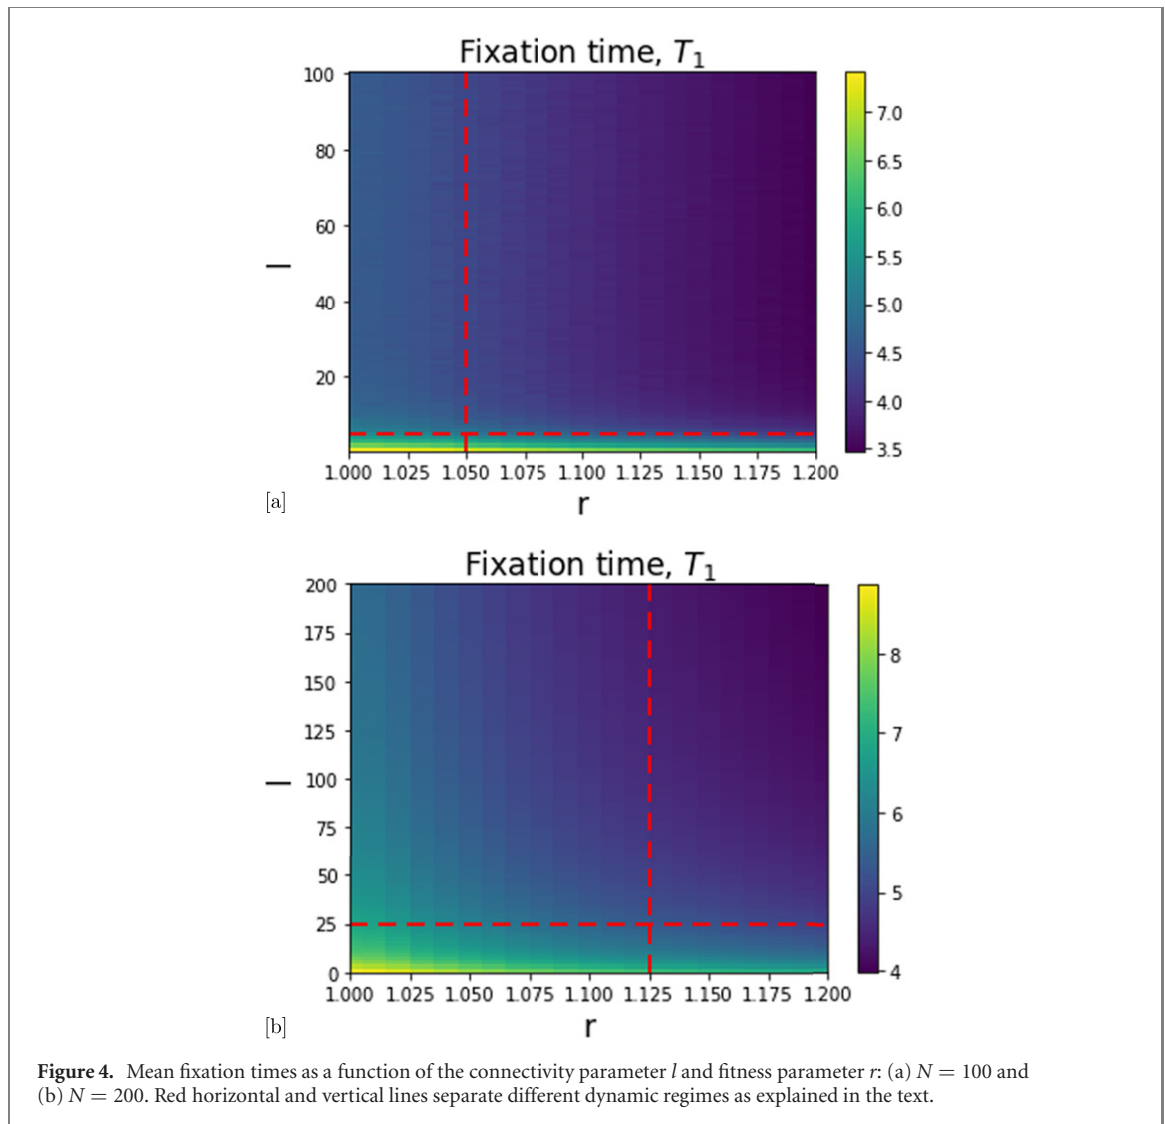 Fixation time, T1
100
80
60
40
20
l
1.000 1.025 1.050 1.075 1.100 1.125 1.150 1.175 1.200
r
7.0
6.5
6.0
5.5
5.0
4.5
4.0
3.5
[a]
Fixation time, T1
200
175
150
125
100
75
50
25
0
l
1.000 1.025 1.050 1.075 1.100 1.125 1.150 1.175 1.200
r
8
7
6
5
4
[b]
Figure 4. Mean fixation times as a function of the connectivity parameter l and fitness parameter r: (a) N = 100 and
(b) N = 200. Red horizontal and vertical lines separate different dynamic regimes as explained in the text.